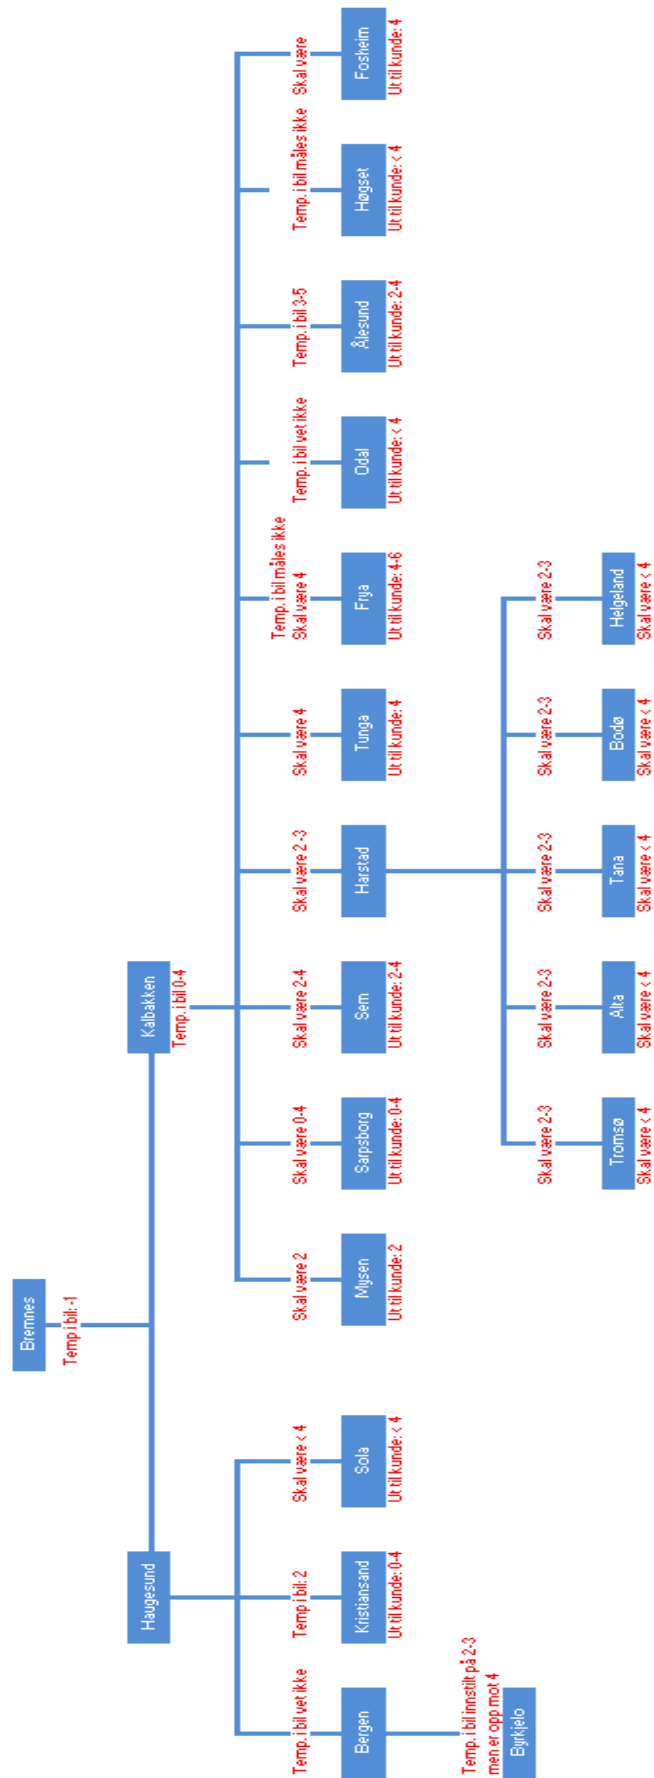 Bremnes
Temp i bil: -1
Haugesund
Kalbakken
Temp. i bil 0-4
Temp. i bil vet ikke
Bergen
Temp i bil: 2
Kristiansand
Ut til kunde: 0-4
Skal være < 4
Sola
Ut til kunde: < 4
Skal være 2
Mysen
Ut til kunde: 2
Skal være 0-4
Sarpsborg
Ut til kunde: 0-4
Skal være 2-4
Sem
Ut til kunde: 2-4
Skal være 2 -3
Harstad
Skal være 4
Tunga
Ut til kunde: 4
Temp. i bil måles ikke
Skal være 4
Frya
Ut til kunde: 4-6
Temp. i bil vet ikke
Odal
Ut til kunde: < 4
Temp. i bil 3-5
Ålesund
Ut til kunde: 2-4
Temp. i bil måles ikke
Høgset
Ut til kunde: < 4
Skal være
Fosheim
Ut til kunde: 4
Temp. i bil innstilt på 2-3
men er opp mot 4
Byrkjelo
Skal være 2-3
Tromsø
Skal være < 4
Skal være 2-3
Alta
Skal være < 4
Skal være 2-3
Tana
Skal være < 4
Skal være 2-3
Bodø
Skal være < 4
Skal være 2-3
Helgeland
Skal være < 4